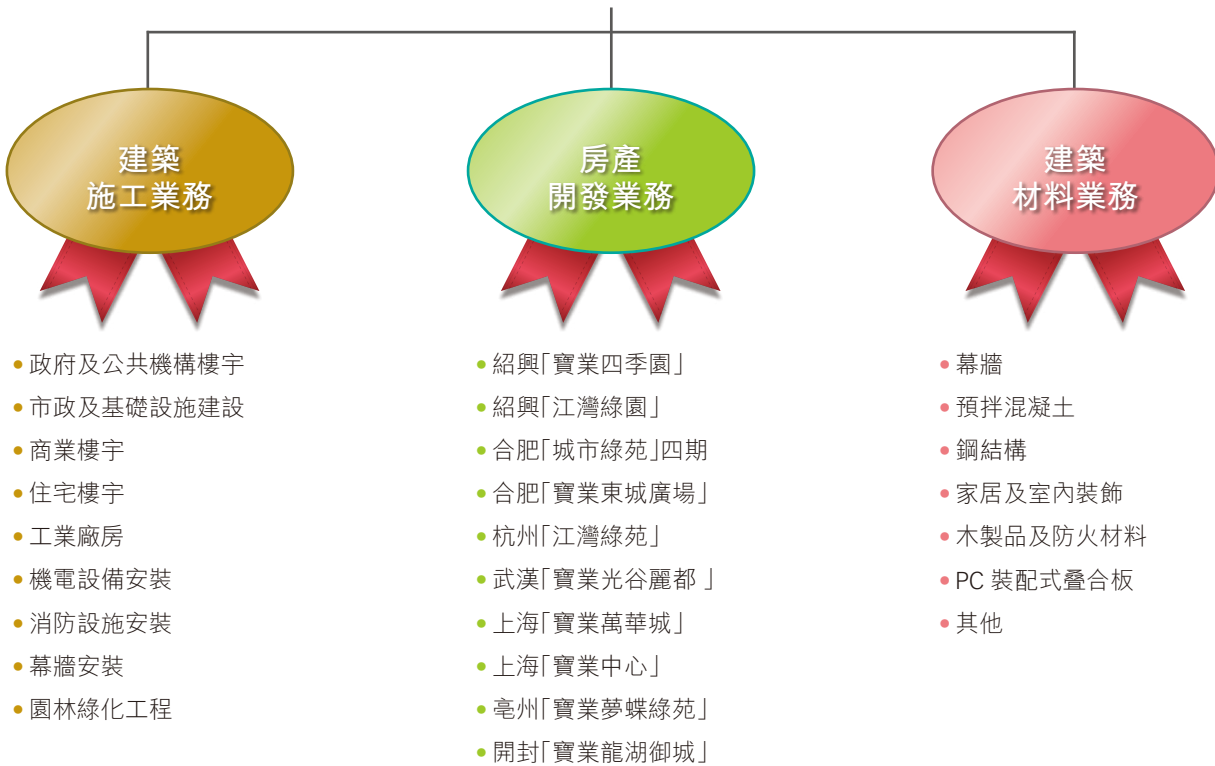 建築
施工業務
• 政府及公共機構樓宇
• 市政及基礎設施建設
• 商業樓宇
• 住宅樓宇
• 工業廠房
• 機電設備安裝
• 消防設施安裝
• 幕牆安裝
• 園林綠化工程
房產
開發業務
• 紹興「寶業四季園」
• 紹興「江灣綠園」
• 合肥「城市綠苑」四期
• 合肥「寶業東城廣場」
• 杭州「江灣綠苑」
• 武漢「寶業光谷麗都」
• 上海「寶業萬華城」
• 上海「寶業中心」
• 亳州「寶業夢蝶綠苑」
• 開封「寶業龍湖御城」
建築
材料業務
• 幕牆
• 預拌混凝土
• 鋼結構
• 家居及室內裝飾
• 木製品及防火材料
• PC 裝配式叠合板
• 其他